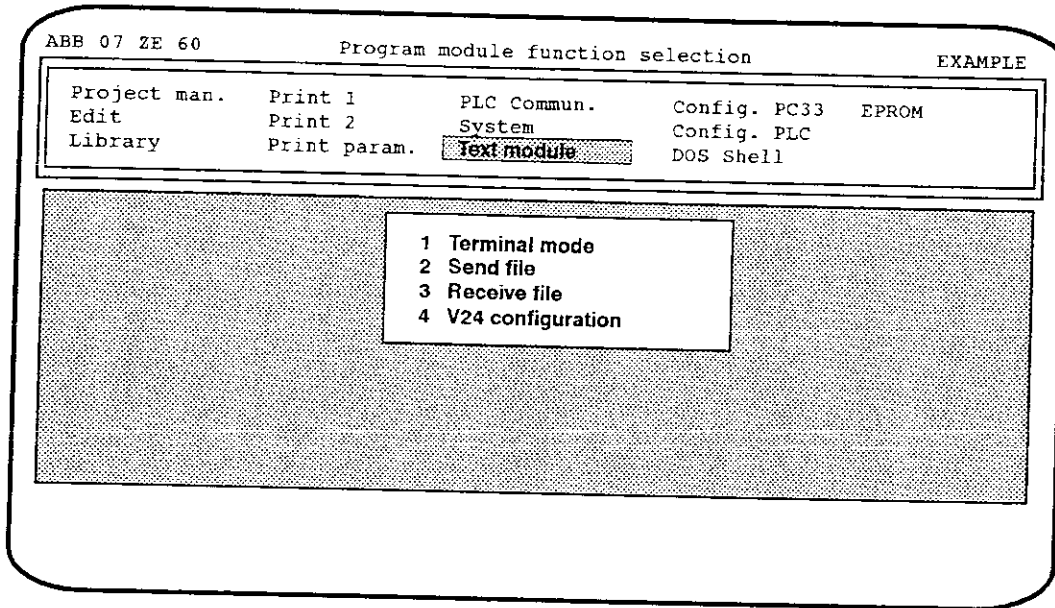 ABB 07 ZE 60 Program module function selection EXAMPLE
Project man. Print 1 PLC Commun. Config. PC33 EPROM
Edit Print 2 System Config. PLC
Library Print param. Text module DOS Shell
1 Terminal mode
2 Send file
3 Receive file
4 V24 configuration